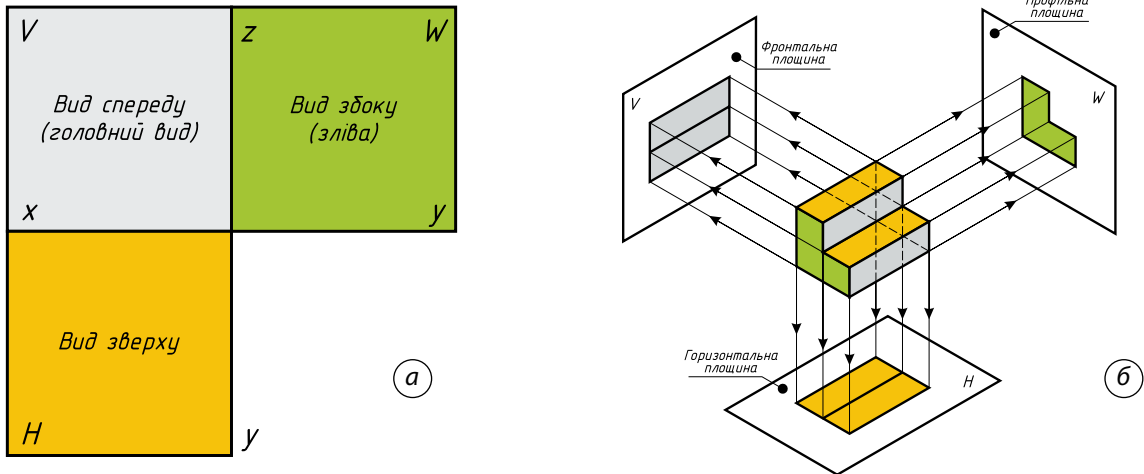 V
z
W
Вид спереду
(головний вид)
Вид збоку
(зліва)
x
y
Вид зверху
H
y
а
Профільна
площина
Фронтальна
площина
V
W
Горизонтальна
площина
H
б